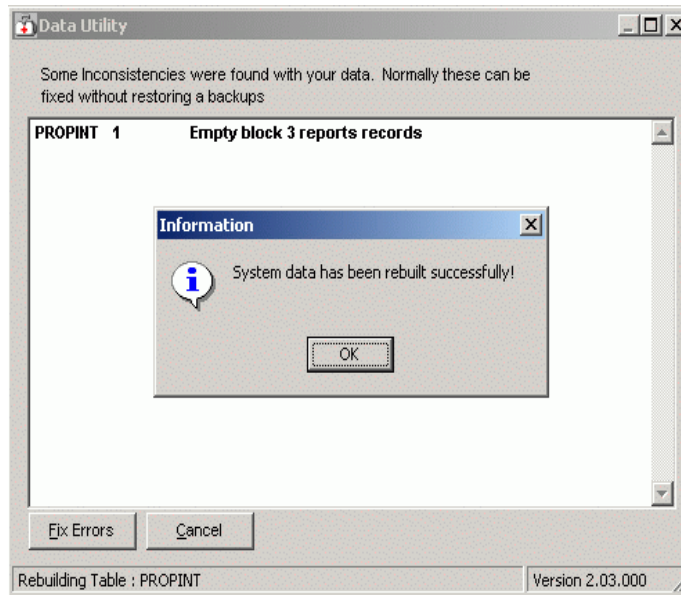 Data Utility
Some Inconsistencies were found with your data. Normally these can be
fixed without restoring a backups
PROPINT 1 Empty block 3 reports records
Information
System data has been rebuilt successfully!
OK
Fix Errors Cancel
Rebuilding Table : PROPINT Version 2.03.000